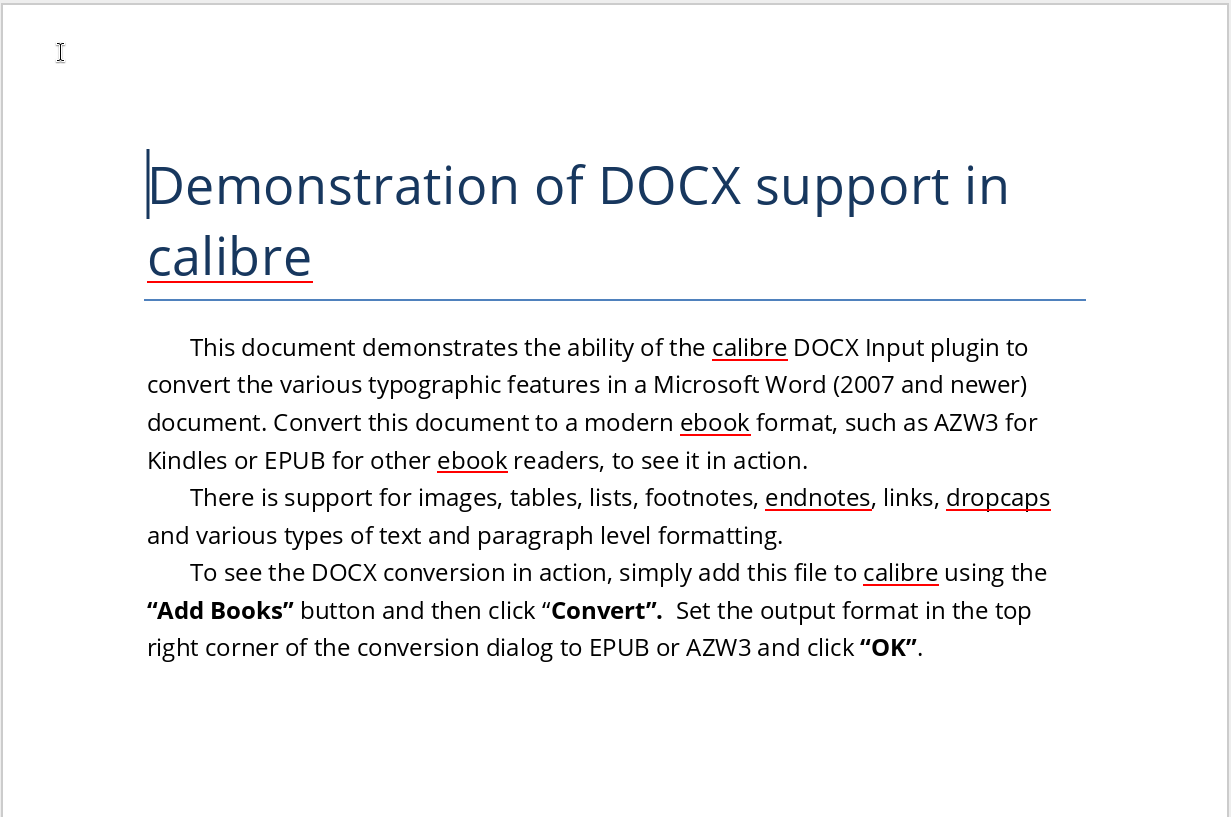 Demonstration of DOCX support in
calibre
This document demonstrates the ability of the calibre DOCX Input plugin to
convert the various typographic features in a Microsoft Word (2007 and newer)
document. Convert this document to a modern ebook format, such as AZW3 for
Kindles or EPUB for other ebook readers, to see it in action.
There is support for images, tables, lists, footnotes, endnotes, links, dropcaps
and various types of text and paragraph level formatting.
To see the DOCX conversion in action, simply add this file to calibre using the
“Add Books” button and then click “Convert”.  Set the output format in the top
right corner of the conversion dialog to EPUB or AZW3 and click “OK”.